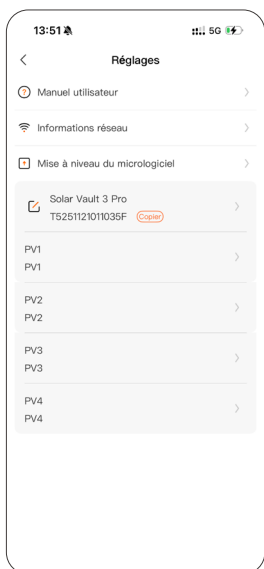 13:51 5G
Réglages
Manuel utilisateur
Informations réseau
Mise à niveau du micrologiciel
Solar Vault 3 Pro
T5251121011035F Copier
PV1
PV1
PV2
PV2
PV3
PV3
PV4
PV4